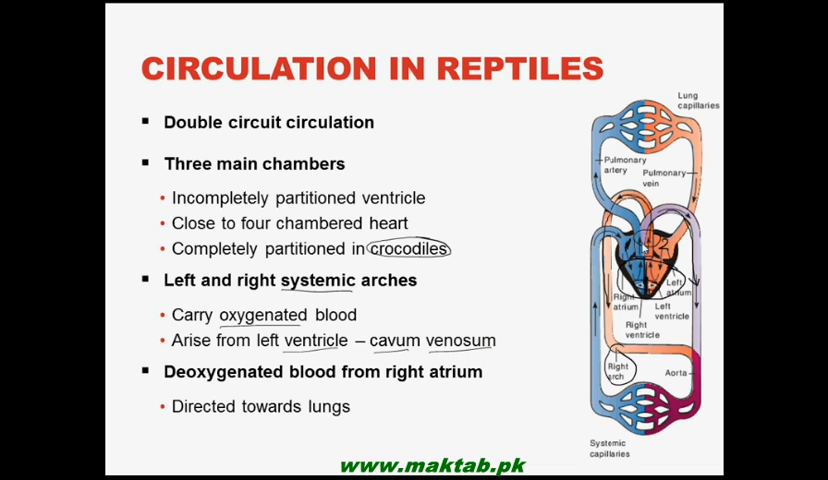 CIRCULATION IN REPTILES
Double circuit circulation
Three main chambers
Incompletely partitioned ventricle
Close to four chambered heart
Completely partitioned in crocodiles
Left and right systemic arches
Carry oxygenated blood
Arise from left ventricle – cavum venosum
Deoxygenated blood from right atrium
Directed towards lungs
Lung
capillaries
Pulmonary
artery
Pulmonary
vein
Left
atrium
Right
atrium
Left
ventricle
Right
ventricle
Right
arch
Aorta
Systemic
capillaries
www.maktab.pk